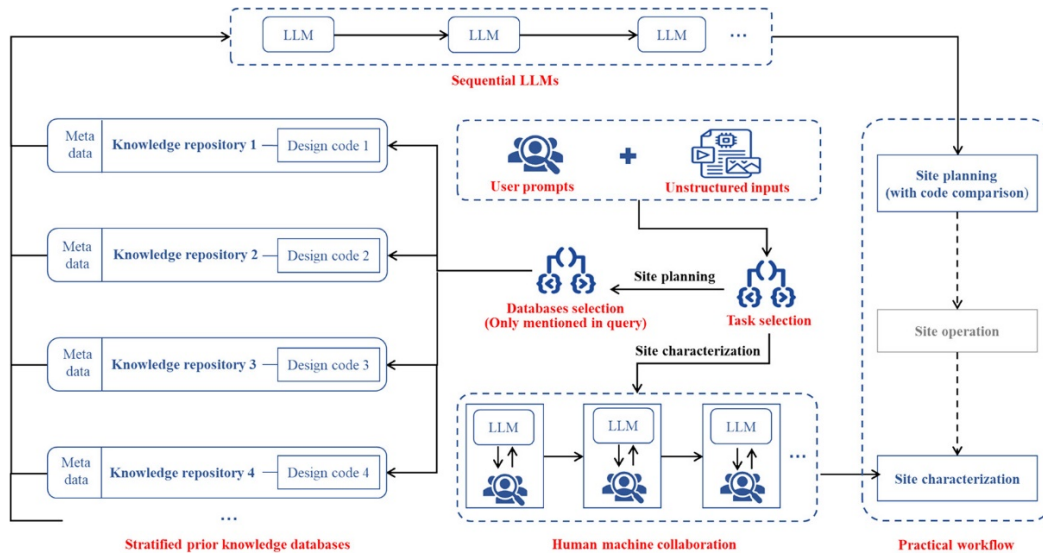 LLM
LLM
LLM
...
Sequential LLMs
Meta
data
Knowledge repository 1
Design code 1
Meta
data
Knowledge repository 2
Design code 2
Meta
data
Knowledge repository 3
Design code 3
Meta
data
Knowledge repository 4
Design code 4
...
Stratified prior knowledge databases
User prompts
+
Unstructured inputs
Site planning
Databases selection
(Only mentioned in query)
Task selection
Site characterization
LLM
LLM
LLM
...
Human machine collaboration
Site planning
(with code comparison)
Site operation
Site characterization
Practical workflow